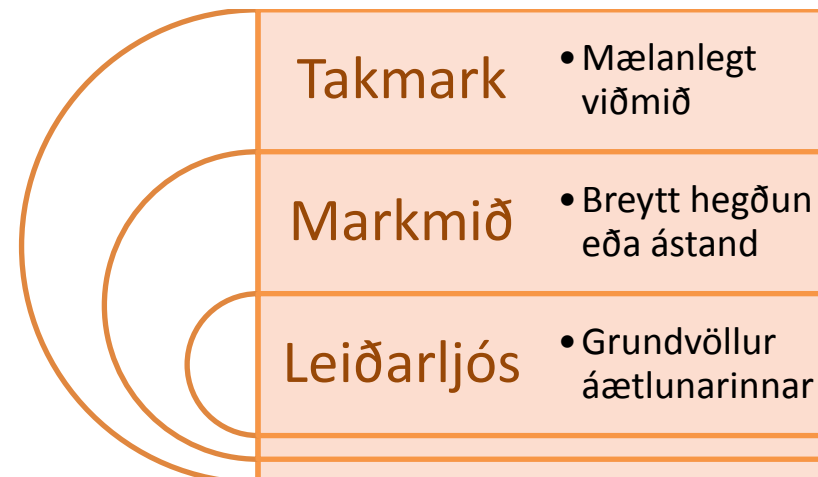 Takmark
• Mælanlegt
viðmið
Markmið
• Breytt hegðun
eða ástand
Leiðarljós
• Grundvöllur
áætlunarinnar